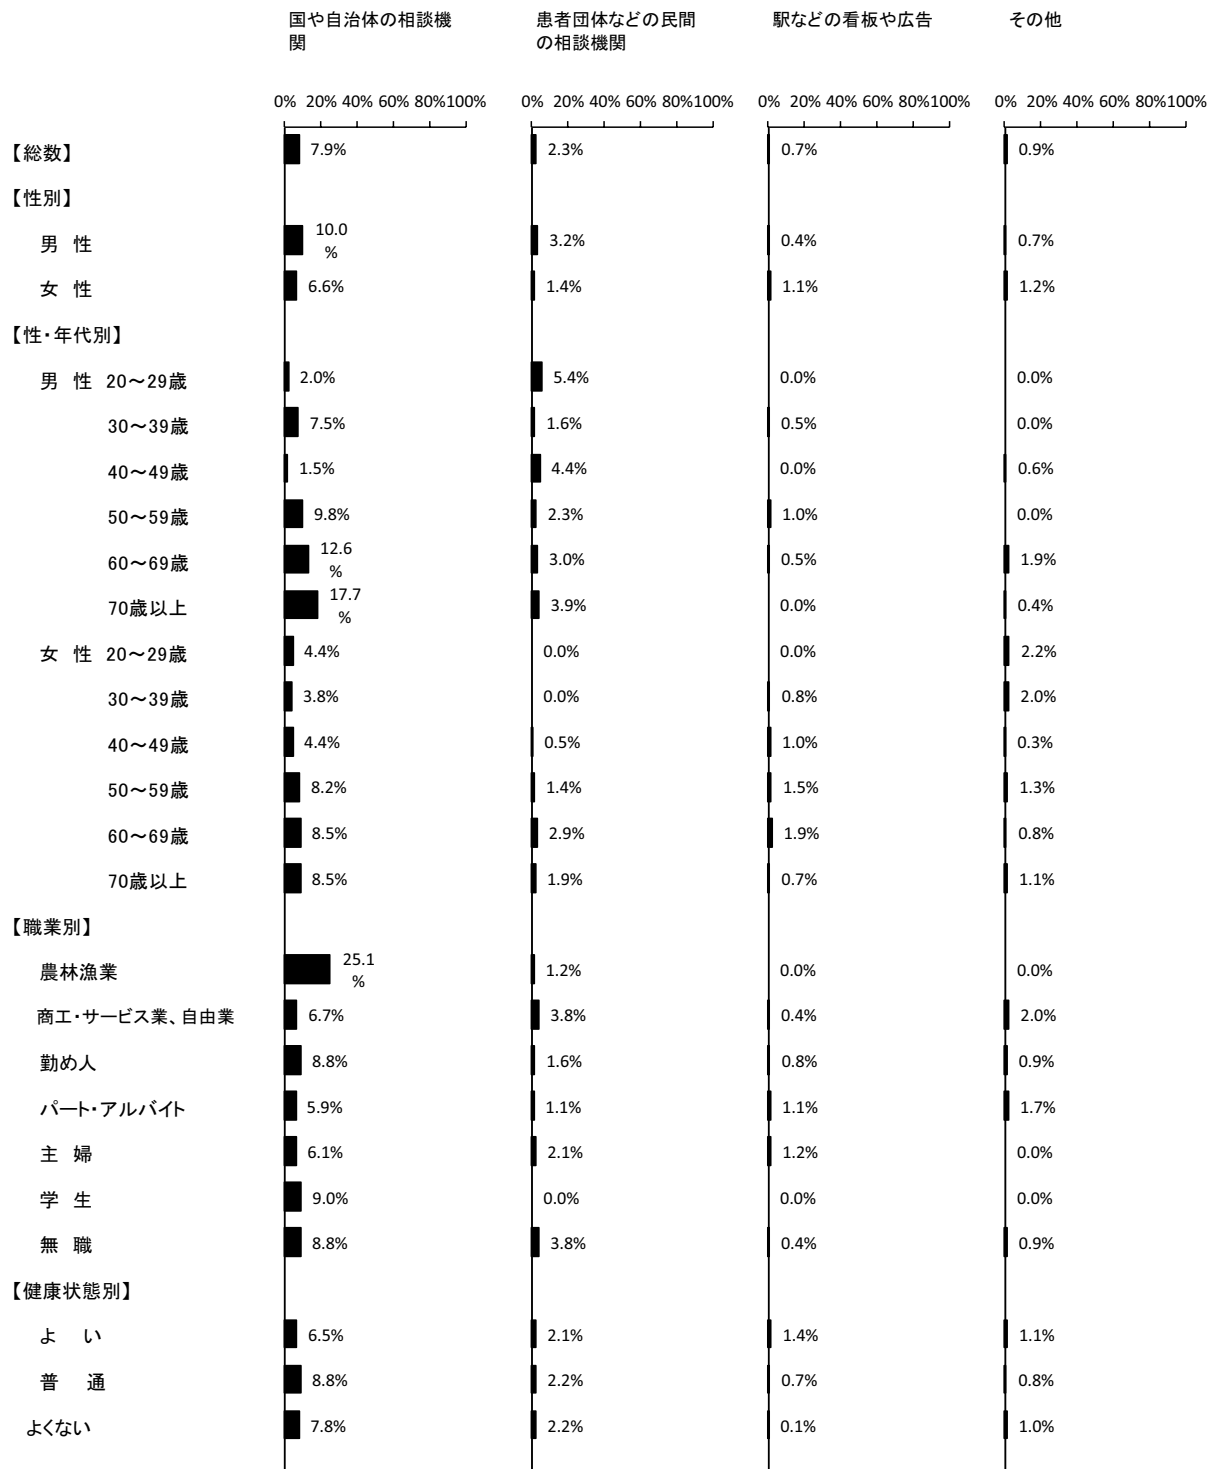 国や自治体の相談機
関
患者団体などの民間
の相談機関
駅などの看板や広告
その他
0% 20% 40% 60% 80%100% 0% 20% 40% 60% 80%100% 0% 20% 40% 60% 80%100% 0% 20% 40% 60% 80%100%
【総数】 7.9% 2.3% 0.7% 0.9%
【性別】
男 性 10.0% 3.2% 0.4% 0.7%
女 性 6.6% 1.4% 1.1% 1.2%
【性・年代別】
男 性 20～29歳 2.0% 5.4% 0.0% 0.0%
30～39歳 7.5% 1.6% 0.5% 0.0%
40～49歳 1.5% 4.4% 0.0% 0.6%
50～59歳 9.8% 2.3% 1.0% 0.0%
60～69歳 12.6% 3.0% 0.5% 1.9%
70歳以上 17.7% 3.9% 0.0% 0.4%
女 性 20～29歳 4.4% 0.0% 0.0% 2.2%
30～39歳 3.8% 0.0% 0.8% 2.0%
40～49歳 4.4% 0.5% 1.0% 0.3%
50～59歳 8.2% 1.4% 1.5% 1.3%
60～69歳 8.5% 2.9% 1.9% 0.8%
70歳以上 8.5% 1.9% 0.7% 1.1%
【職業別】
農林漁業 25.1% 1.2% 0.0% 0.0%
商工・サービス業、自由業 6.7% 3.8% 0.4% 2.0%
勤め人 8.8% 1.6% 0.8% 0.9%
パート・アルバイト 5.9% 1.1% 1.1% 1.7%
主 婦 6.1% 2.1% 1.2% 0.0%
学 生 9.0% 0.0% 0.0% 0.0%
無 職 8.8% 3.8% 0.4% 0.9%
【健康状態別】
よ い 6.5% 2.1% 1.4% 1.1%
普 通 8.8% 2.2% 0.7% 0.8%
よくない 7.8% 2.2% 0.1% 1.0%